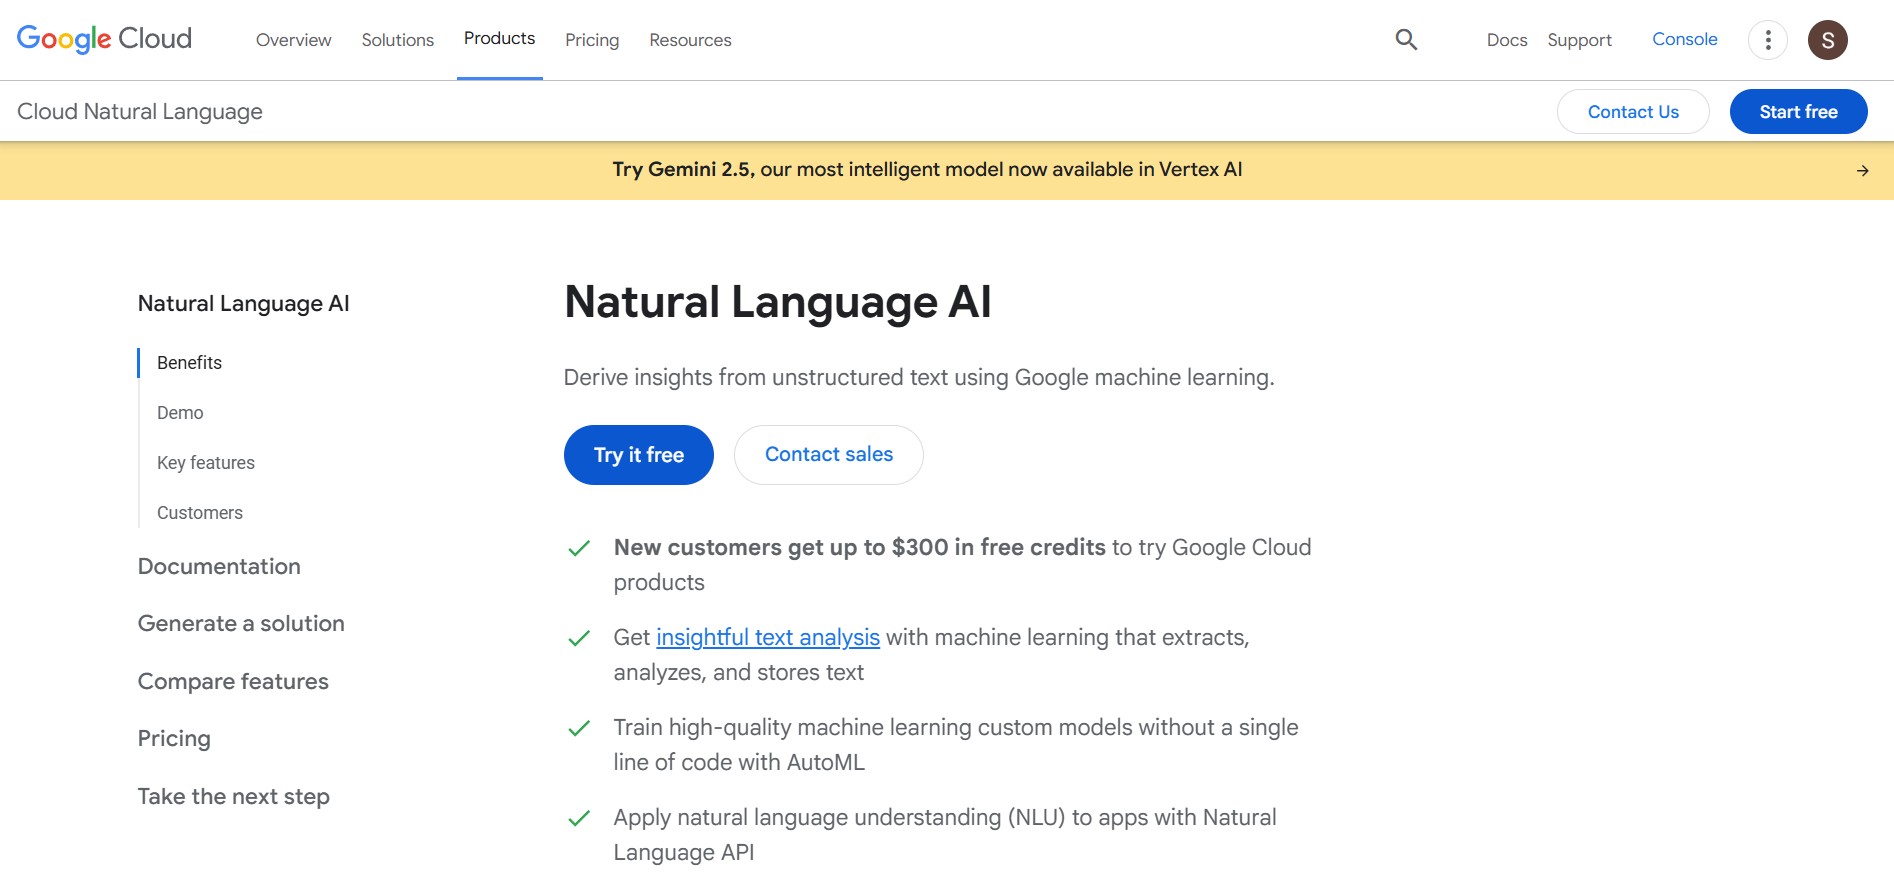 Google Cloud
Overview
Solutions
Products
Pricing
Resources
Docs
Support
Console
S
Cloud Natural Language
Contact Us
Start free
Try Gemini 2.5, our most intelligent model now available in Vertex AI
Natural Language AI
Benefits
Demo
Key features
Customers
Documentation
Generate a solution
Compare features
Pricing
Take the next step
Natural Language AI
Derive insights from unstructured text using Google machine learning.
Try it free
Contact sales
New customers get up to $300 in free credits to try Google Cloud
products
Get insightful text analysis with machine learning that extracts,
analyzes, and stores text
Train high-quality machine learning custom models without a single
line of code with AutoML
Apply natural language understanding (NLU) to apps with Natural
Language API